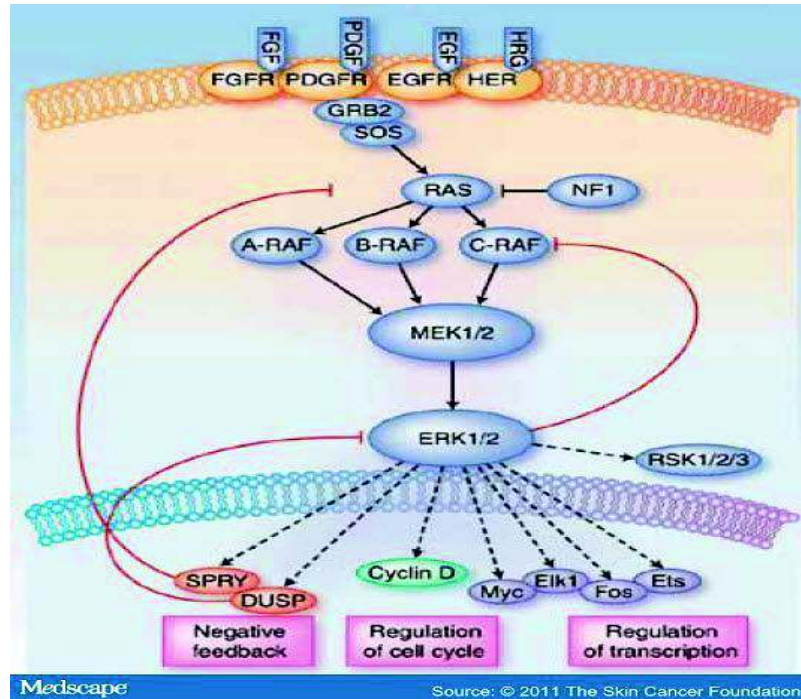 FGF
PDGF
EGF
HRG
FGFR PDGFR EGFR HER
GRB2
SOS
RAS
NF1
A-RAF
B-RAF
C-RAF
MEK1/2
ERK1/2
RSK1/2/3
SPRY
DUSP
Cyclin D
Myc
Elk1
Fos
Ets
Negative
feedback
Regulation
of cell cycle
Regulation
of transcription
Medscape
Source: © 2011 The Skin Cancer Foundation